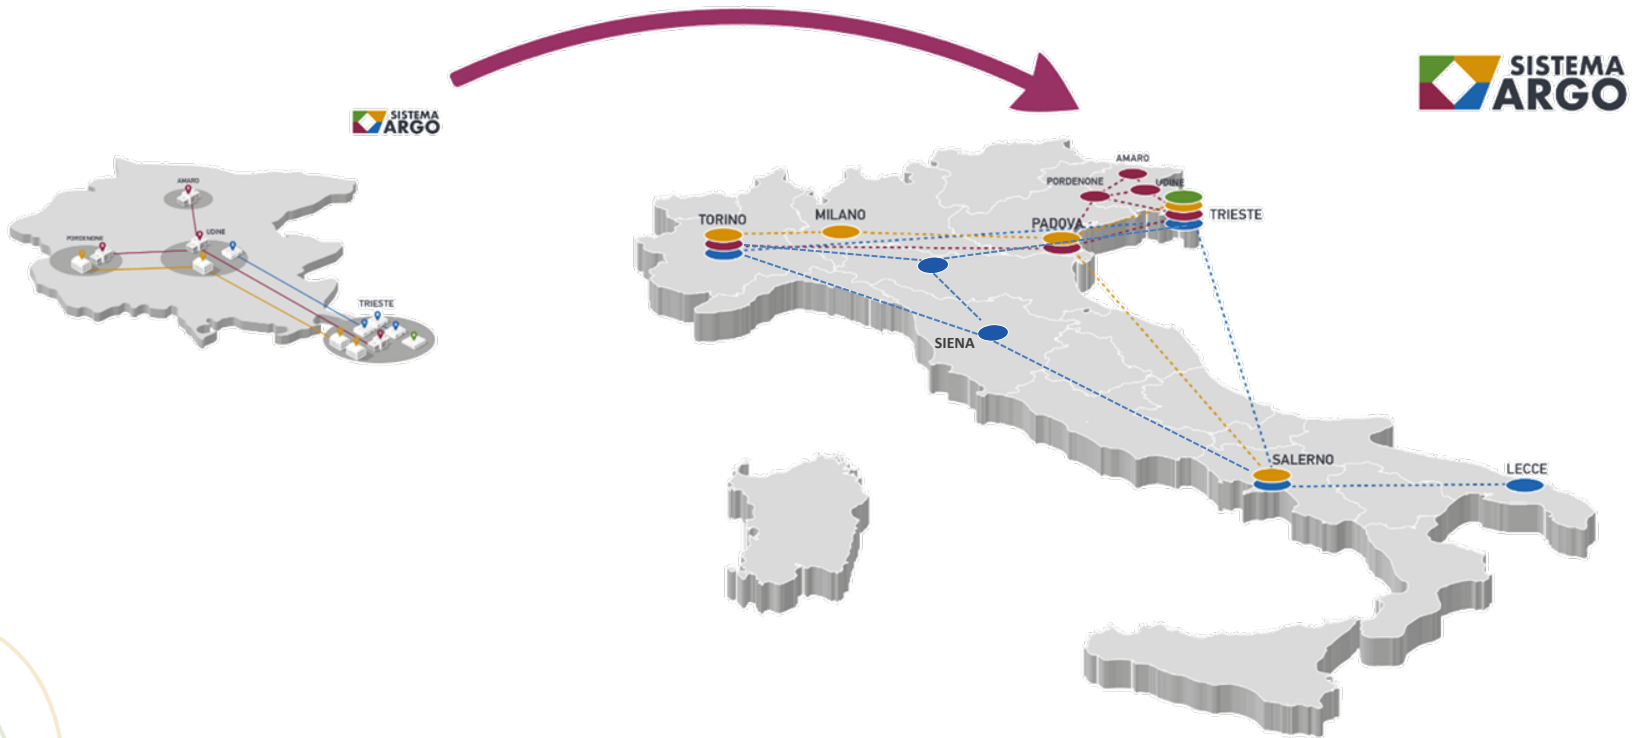 SISTEMA
ARGO
AMARO
PORDENONE
UDINE
TRIESTE
SISTEMA
ARGO
AMARO
PORDENONE
UDINE
TORINO
MILANO
PADOVA
TRIESTE
SIENA
SALERNO
LECCE